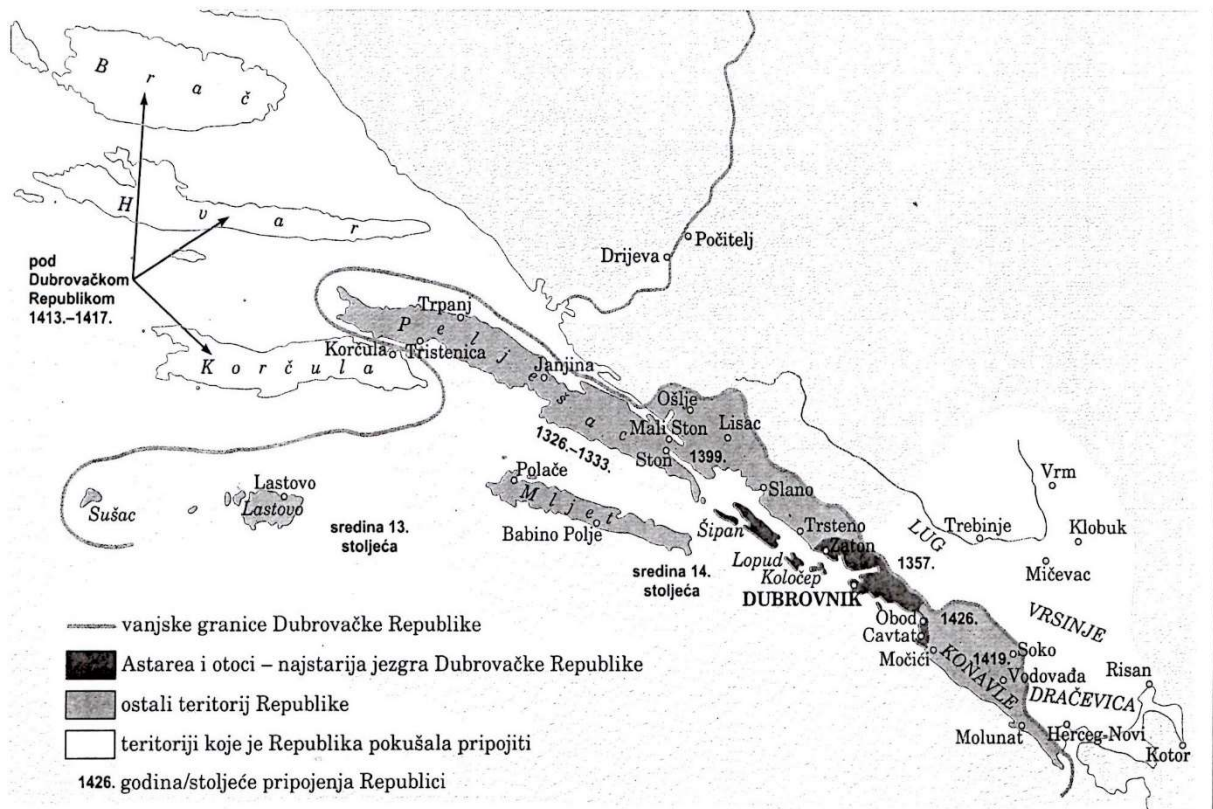 B r a č
H v a r
pod
Dubrovačkom
Republikom
1413.–1417.
Korčula
Drijeva
Počitelj
Trpanj
Pelješac
Korčula
Tristenica
Janjina
1326.–1333.
Ošlje
Mali Ston
Lisac
Ston
1399.
Slano
Lastovo
Lastovo
Sušac
sredina 13.
stoljeća
Polače
Mljet
Babino Polje
sredina 14.
stoljeća
Šipan
Lopud
Koločep
Trsteno
Zaton
1357.
DUBROVNIK
LUG
Trebinje
Vrm
Klobuk
Mičevac
VRSINJE
Obod
1426.
Cavtat
Močići
KONAVLE
1419.
Soko
Vodovađa
DRAČEVICA
Risan
Molunat
Herceg-Novi
Kotor
vanjske granice Dubrovačke Republike
Astarea i otoci – najstarija jezgra Dubrovačke Republike
ostali teritorij Republike
teritoriji koje je Republika pokušala pripojiti
1426. godina/stoljeće pripojenja Republici